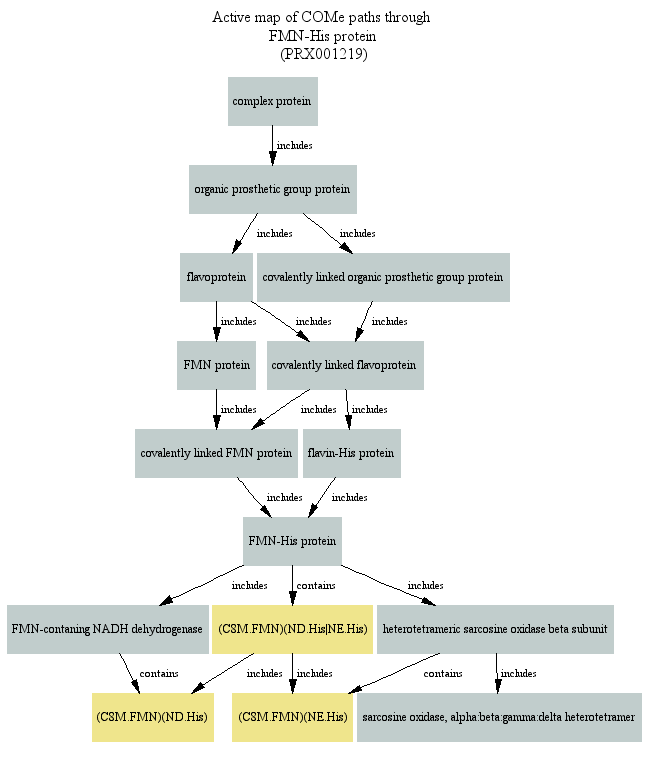 Active map of COMe paths through
FMN-His protein
(PRX001219)
complex protein
includes
organic prosthetic group protein
includes
includes
flavoprotein
covalently linked organic prosthetic group protein
includes
includes
includes
FMN protein
covalently linked flavoprotein
includes
includes
includes
covalently linked FMN protein
flavin-His protein
includes
includes
FMN-His protein
includes
contains
includes
FMN-contaning NADH dehydrogenase
(CSM.FMN)(ND.His|NE.His)
heterotetrameric sarcosine oxidase beta subunit
contains
includes
includes
contains
includes
(CSM.FMN)(ND.His)
(CSM.FMN)(NE.His)
sarcosine oxidase, alpha:beta:gamma:delta heterotetramer